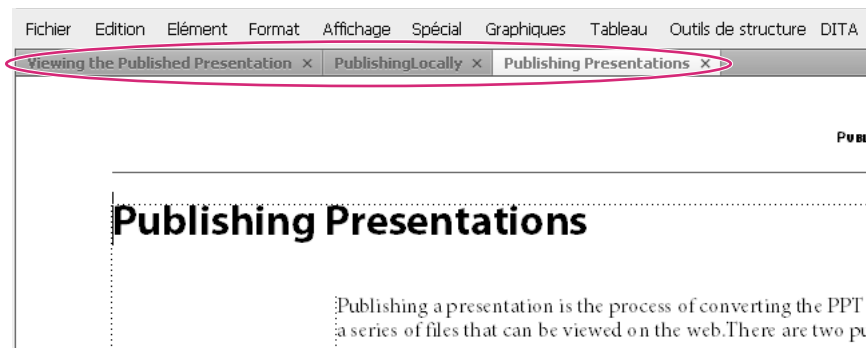 Fichier Edition Elément Format Affichage Spécial Graphiques Tableau Outils de structure DITA
Viewing the Published Presentation × PublishingLocally × Publishing Presentations ×
Publishing Presentations
Publishing a presentation is the process of converting the PPT
a series of files that can be viewed on the web.There are two